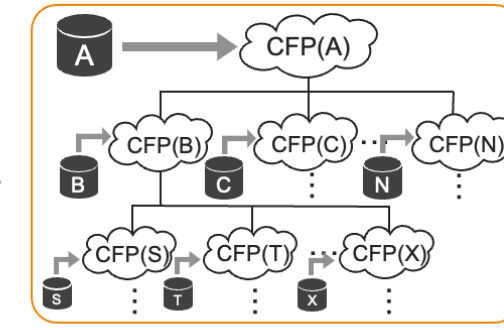 A
CFP(A)
CFP(B)
CFP(C)
CFP(N)
B
C
N
CFP(S)
CFP(T)
CFP(X)
S
T
X